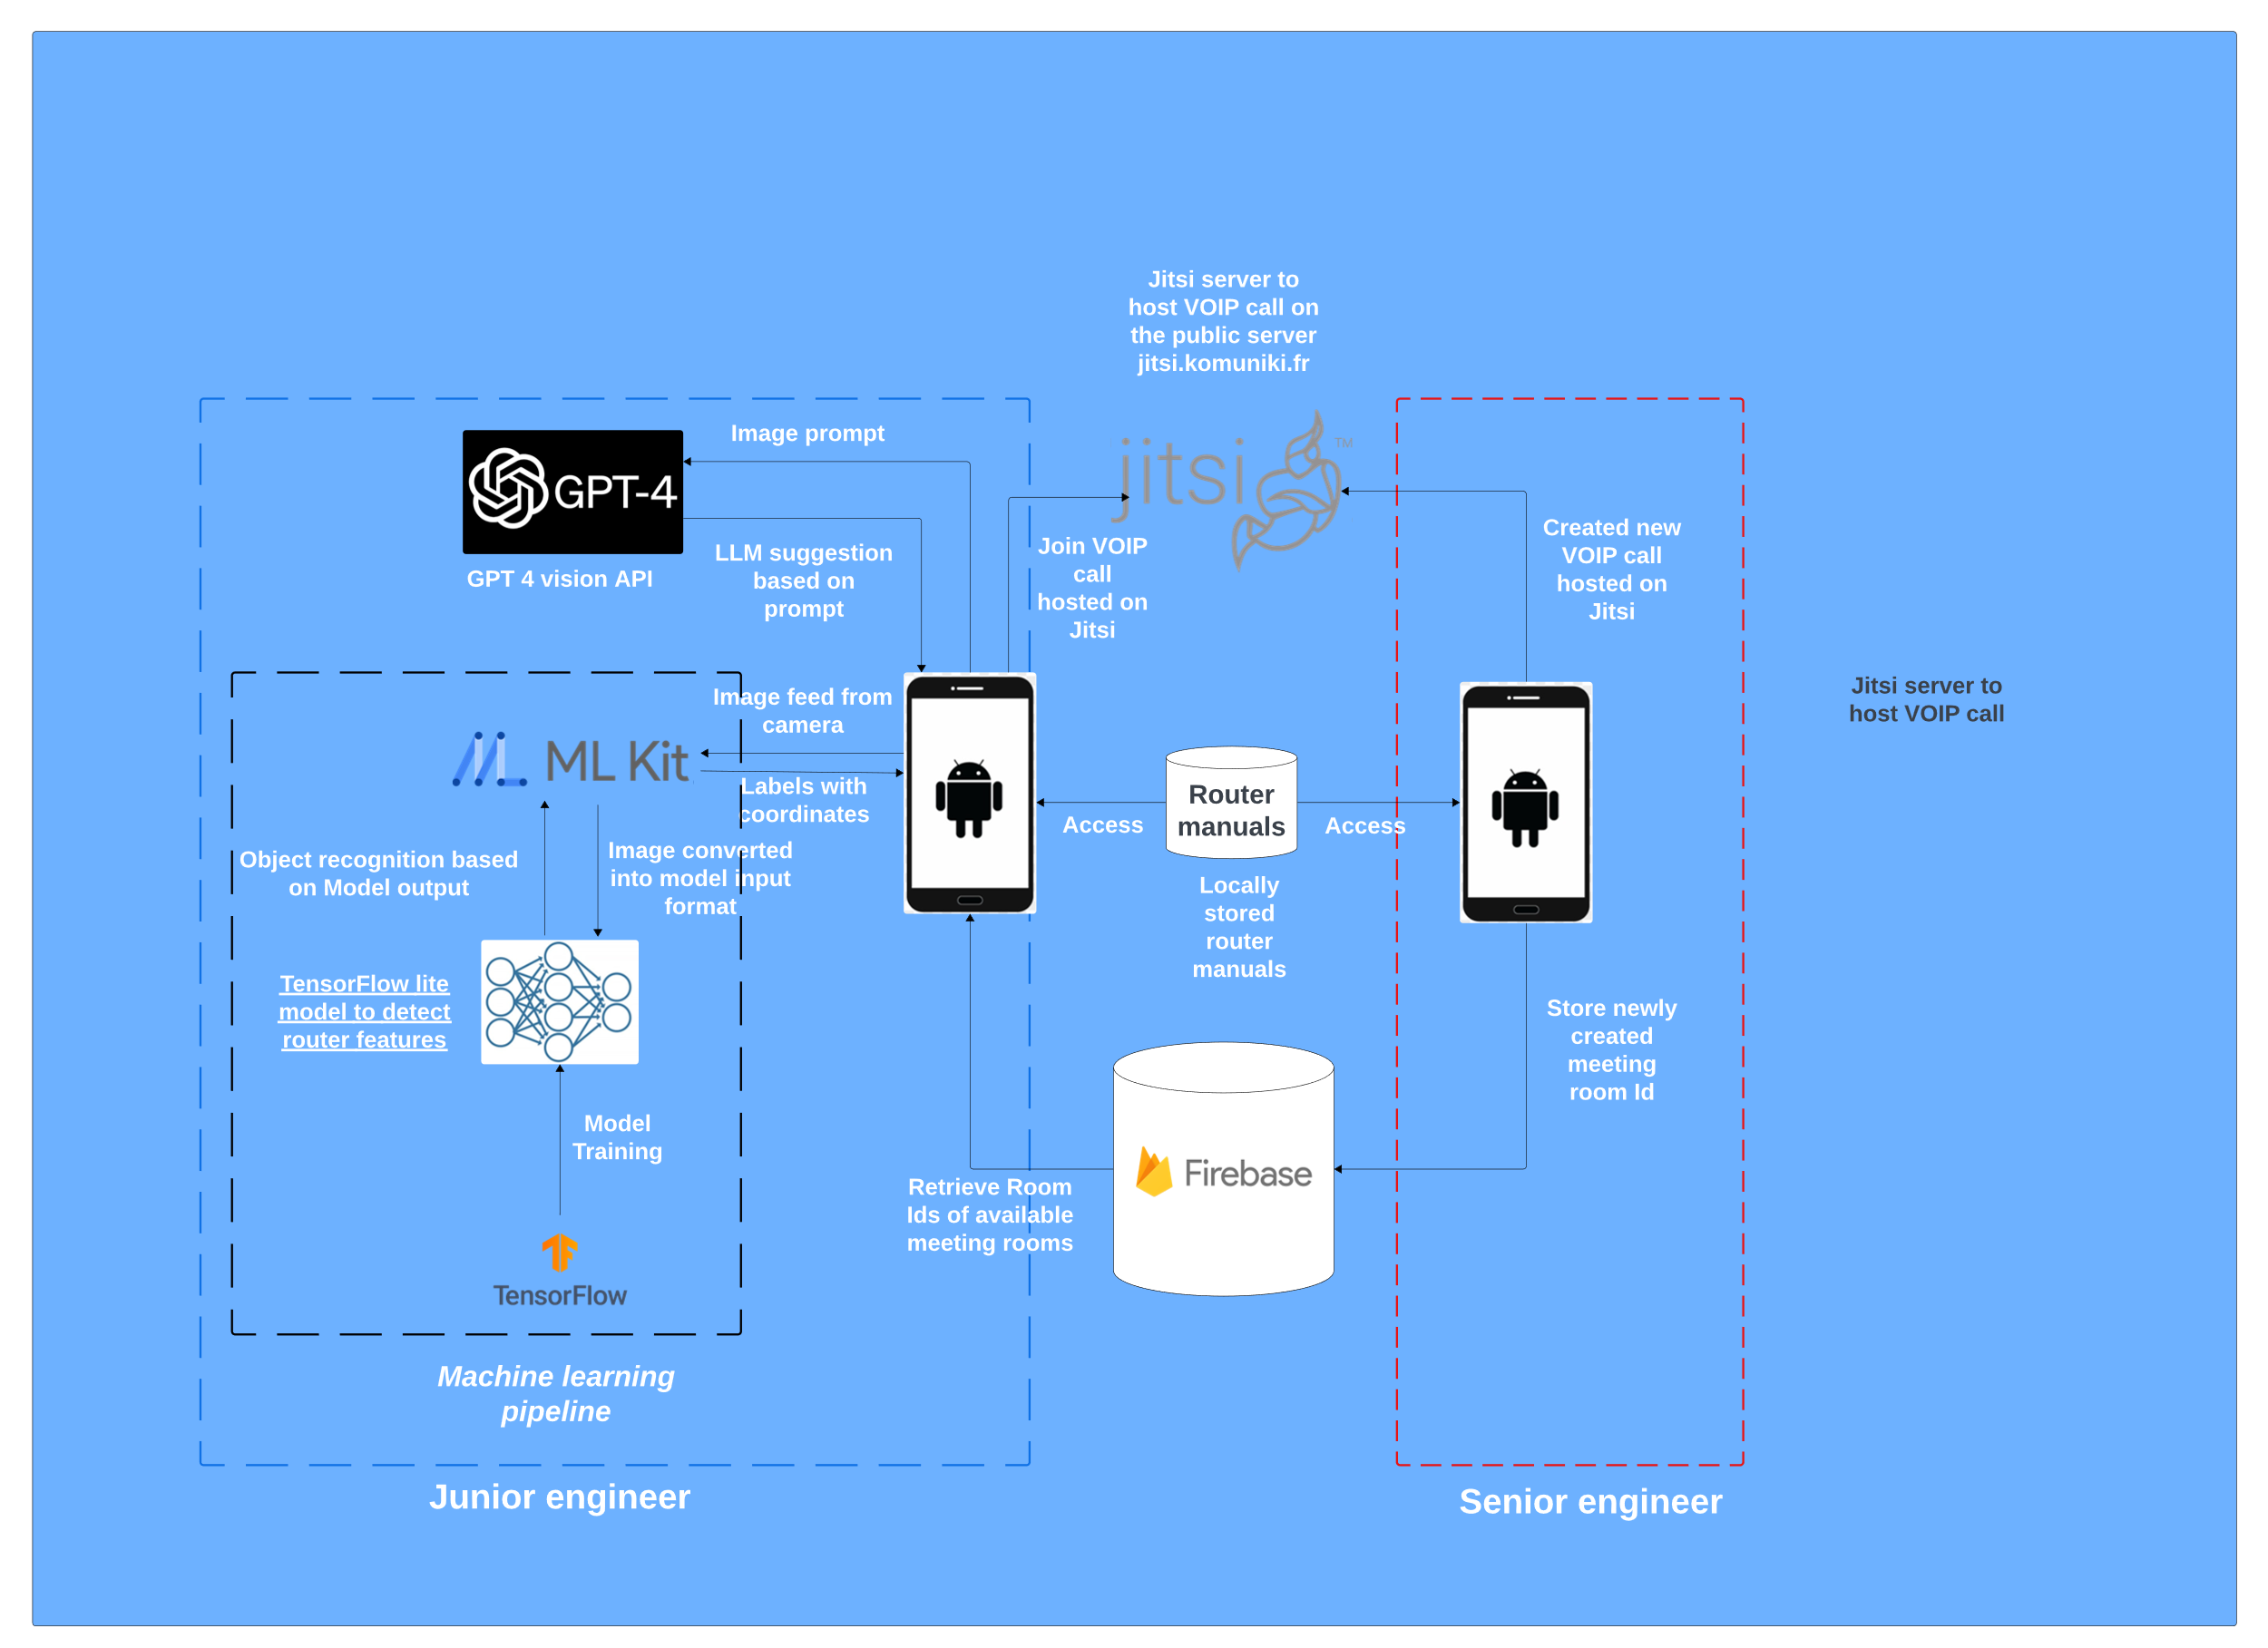 Jitsi server to
host VOIP call on
the public server
jitsi.komuniki.fr
jitsi
TM
GPT-4
GPT 4 vision API
Image prompt
LLM suggestion
based on
prompt
Join VOIP
call
hosted on
Jitsi
Created new
VOIP call
hosted on
Jitsi
Jitsi server to
host VOIP call
ML Kit
Image feed from
camera
Labels with
coordinates
Object recognition based
on Model output
Image converted
into model input
format
TensorFlow lite
model to detect
router features
Model
Training
TensorFlow
Machine learning
pipeline
Router
manuals
Access
Access
Locally
stored
router
manuals
Firebase
Retrieve Room
Ids of available
meeting rooms
Store newly
created
meeting
room Id
Junior engineer
Senior engineer